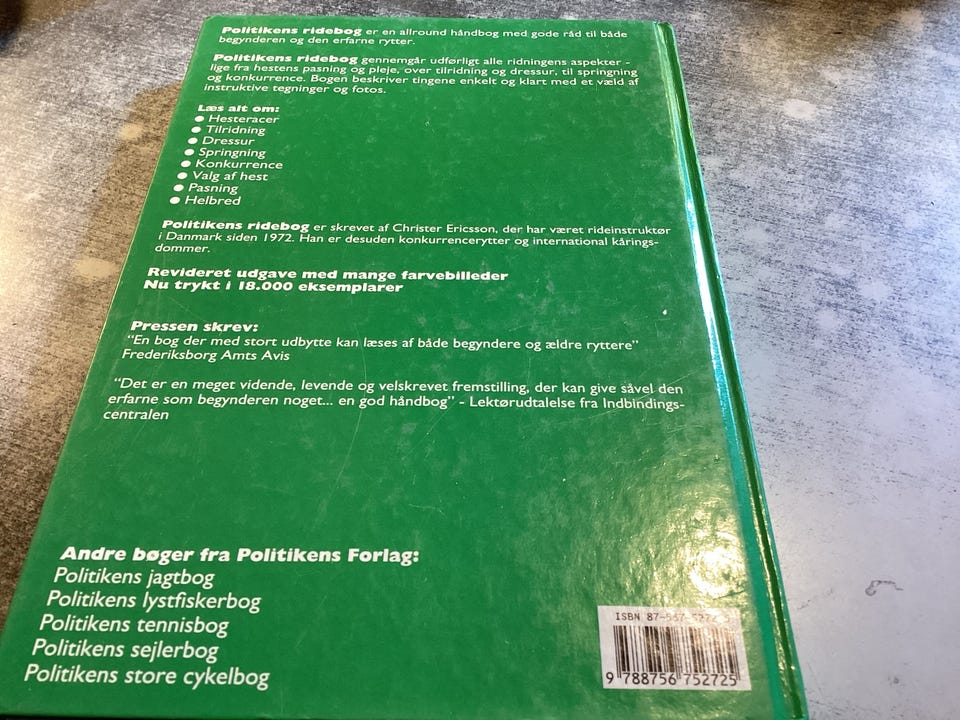 Politikens ridebog er en allround håndbog med gode råd til både
begynderen og den erfarne rytter.
Politikens ridebog gennemgår udførligt alle ridningens aspekter -
lige fra hestens pasning og pleje, over tilridning og dressur, til springning
og konkurrence. Bogen beskriver tingene enkelt og klart med et væld af
instruktive tegninger og fotos.
Læs alt om:
● Hesteracer
● Tilridning
● Dressur
● Springning
● Konkurrence
● Valg af hest
● Pasning
● Helbred
Politikens ridebog er skrevet af Christer Ericsson, der har været rideinstruktør
i Danmark siden 1972. Han er desuden konkurrencerytter og international kårings-
dommer.
Revideret udgave med mange farvebilleder
Nu trykt i 18.000 eksemplarer
Pressen skrev:
"En bog der med stort udbytte kan læses af både begyndere og ældre ryttere"
Frederiksborg Amts Avis
"Det er en meget vidende, levende og velskrevet fremstilling, der kan give såvel den
erfarne som begynderen noget... en god håndbog" - Lektørudtalelse fra Indbindings-
centralen
Andre bøger fra Politikens Forlag:
Politikens jagtbog
Politikens lystfiskerbog
Politikens tennisbog
Politikens sejlerbog
Politikens store cykelbog
ISBN
9 788756 752725